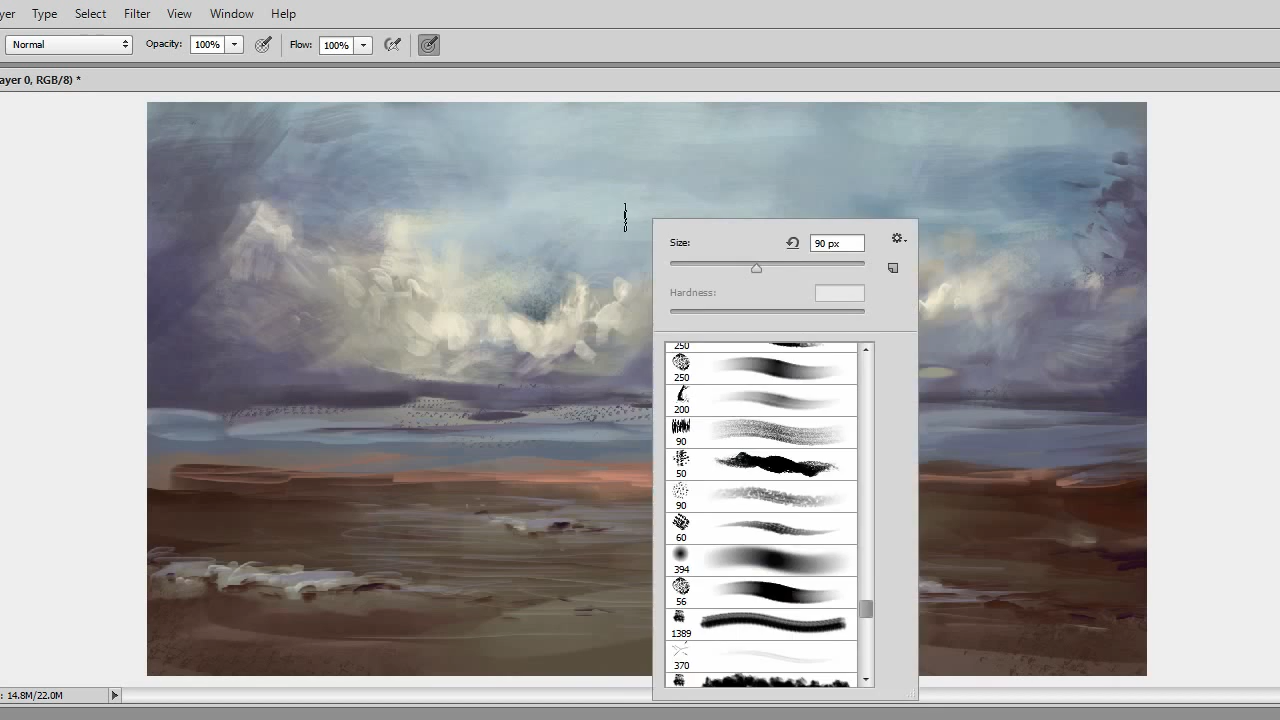 yer Type Select Filter View Window Help
Normal Opacity: 100% Flow: 100%
ayer 0, RGB/8) *
Size: 90 px
Hardness:
250
250
200
90
50
90
60
394
56
1389
370
: 14.8M/22.0M